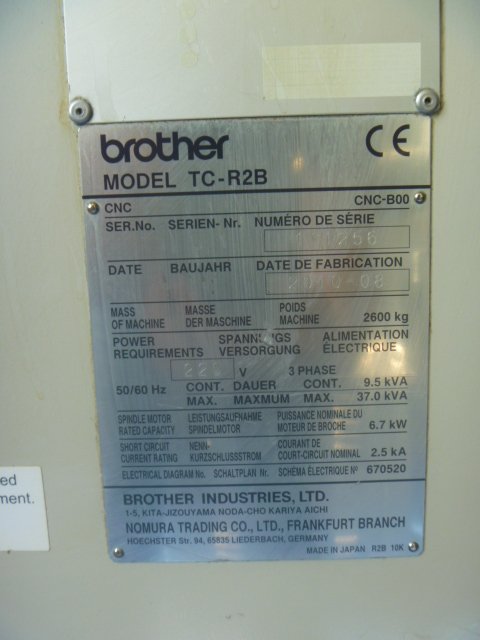 brother CE
MODEL TC-R2B
CNC CNC-B00
SER.No. SERIEN- Nr. NUMÉRO DE SÉRIE
DATE BAUJAHR DATE DE FABRICATION
2010-08
MASS MASSE POIDS
OF MACHINE DER MASCHINE MACHINE 2600 kg
POWER SPANNUNGS ALIMENTATION
REQUIREMENTS VERSORGUNG ÉLECTRIQUE
220 V 3 PHASE
50/60 Hz CONT. DAUER CONT. 9.5 kVA
MAX. MAXMUM MAX. 37.0 kVA
SPINDLE MOTOR LEISTUNGSAUFNAHME PUISSANCE NOMINALE DU
RATED CAPACITY SPINDELMOTOR MOTEUR DE BROCHE 6.7 kW
SHORT CIRCUIT NENN- COURANT DE
CURRENT RATING KURZSCHLUSSSTROM COURT-CIRCUIT NOMINAL 2.5 kA
ELECTRICAL DIAGRAM No. SCHALTPLAN Nr. SCHÉMA ÉLECTRIQUE Nº 670520
BROTHER INDUSTRIES, LTD.
1-5, KITA-JIZOUYAMA NODA-CHO KARIYA AICHI
NOMURA TRADING CO., LTD., FRANKFURT BRANCH
HOECHSTER Str. 94, 65835 LIEDERBACH, GERMANY
MADE IN JAPAN R2B 10K
ed
ment.